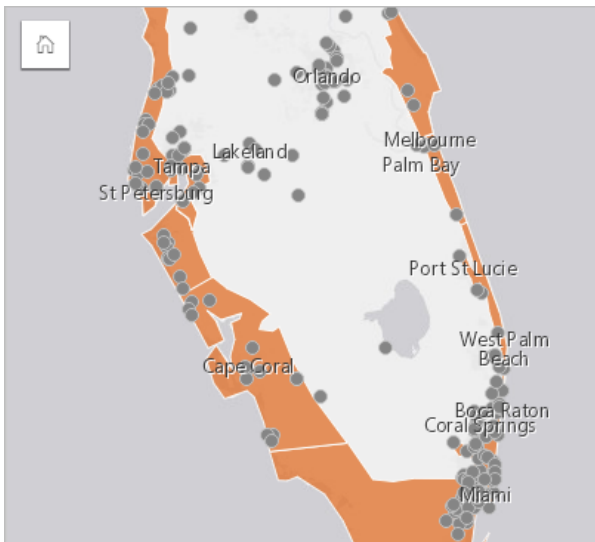 Orlando
Melbourne
Lakeland
Palm Bay
Tampa
St Petersburg
Port St Lucie
West Palm
Beach
Cape Coral
Boca Raton
Coral Springs
Miami